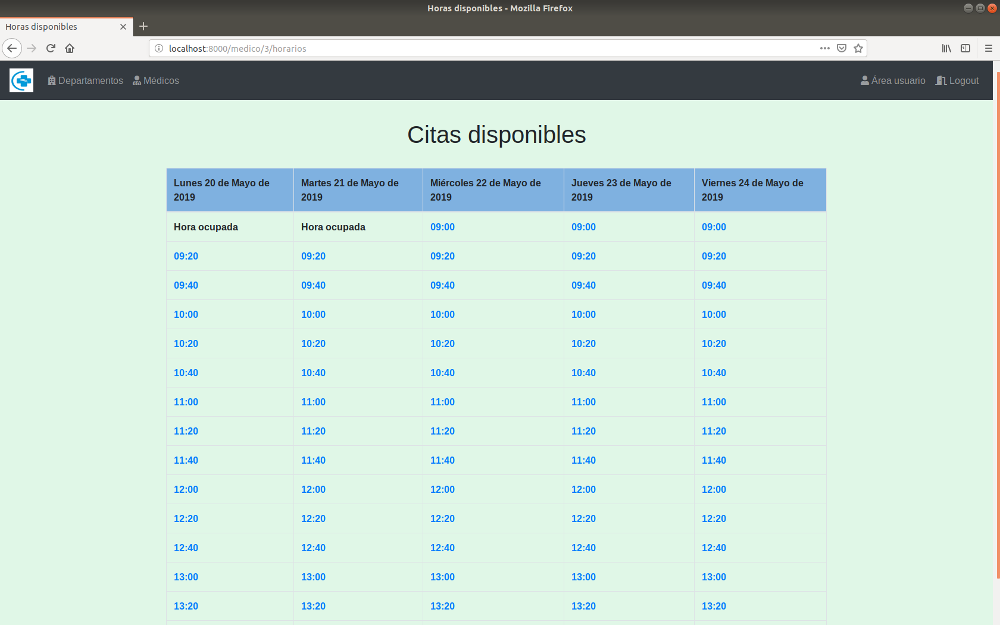 Horas disponibles - Mozilla Firefox
Horas disponibles
localhost:8000/medico/3/horarios
Departamentos Médicos Área usuario Logout
Citas disponibles
Lunes 20 de Mayo de 2019 Martes 21 de Mayo de 2019 Miércoles 22 de Mayo de 2019 Jueves 23 de Mayo de 2019 Viernes 24 de Mayo de 2019
Hora ocupada Hora ocupada 09:00 09:00 09:00
09:20 09:20 09:20 09:20 09:20
09:40 09:40 09:40 09:40 09:40
10:00 10:00 10:00 10:00 10:00
10:20 10:20 10:20 10:20 10:20
10:40 10:40 10:40 10:40 10:40
11:00 11:00 11:00 11:00 11:00
11:20 11:20 11:20 11:20 11:20
11:40 11:40 11:40 11:40 11:40
12:00 12:00 12:00 12:00 12:00
12:20 12:20 12:20 12:20 12:20
12:40 12:40 12:40 12:40 12:40
13:00 13:00 13:00 13:00 13:00
13:20 13:20 13:20 13:20 13:20